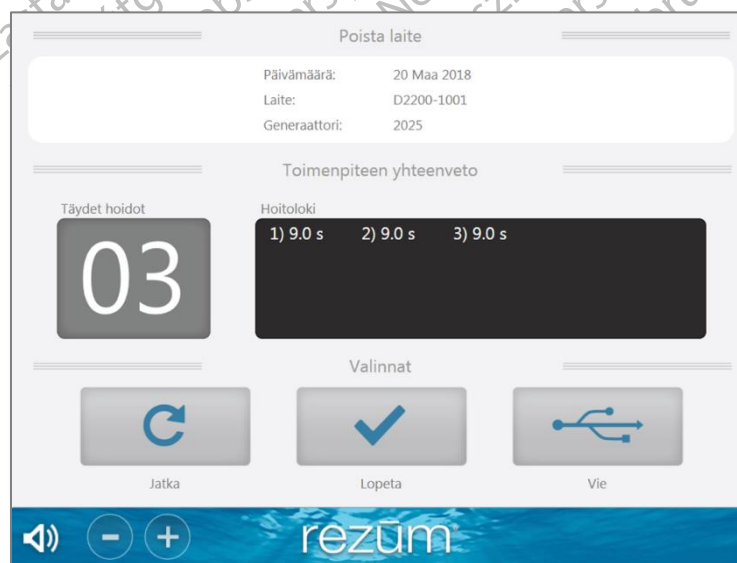 Poista laite
Päivämäärä: 20 Maa 2018
Laite: D2200-1001
Generaattori: 2025
Toimenpiteen yhteenveto
Täydet hoidot
Hoitoloki
03
1) 9.0 s 2) 9.0 s 3) 9.0 s
Valinnat
Jatka Lopeta Vie
- +
rezūm